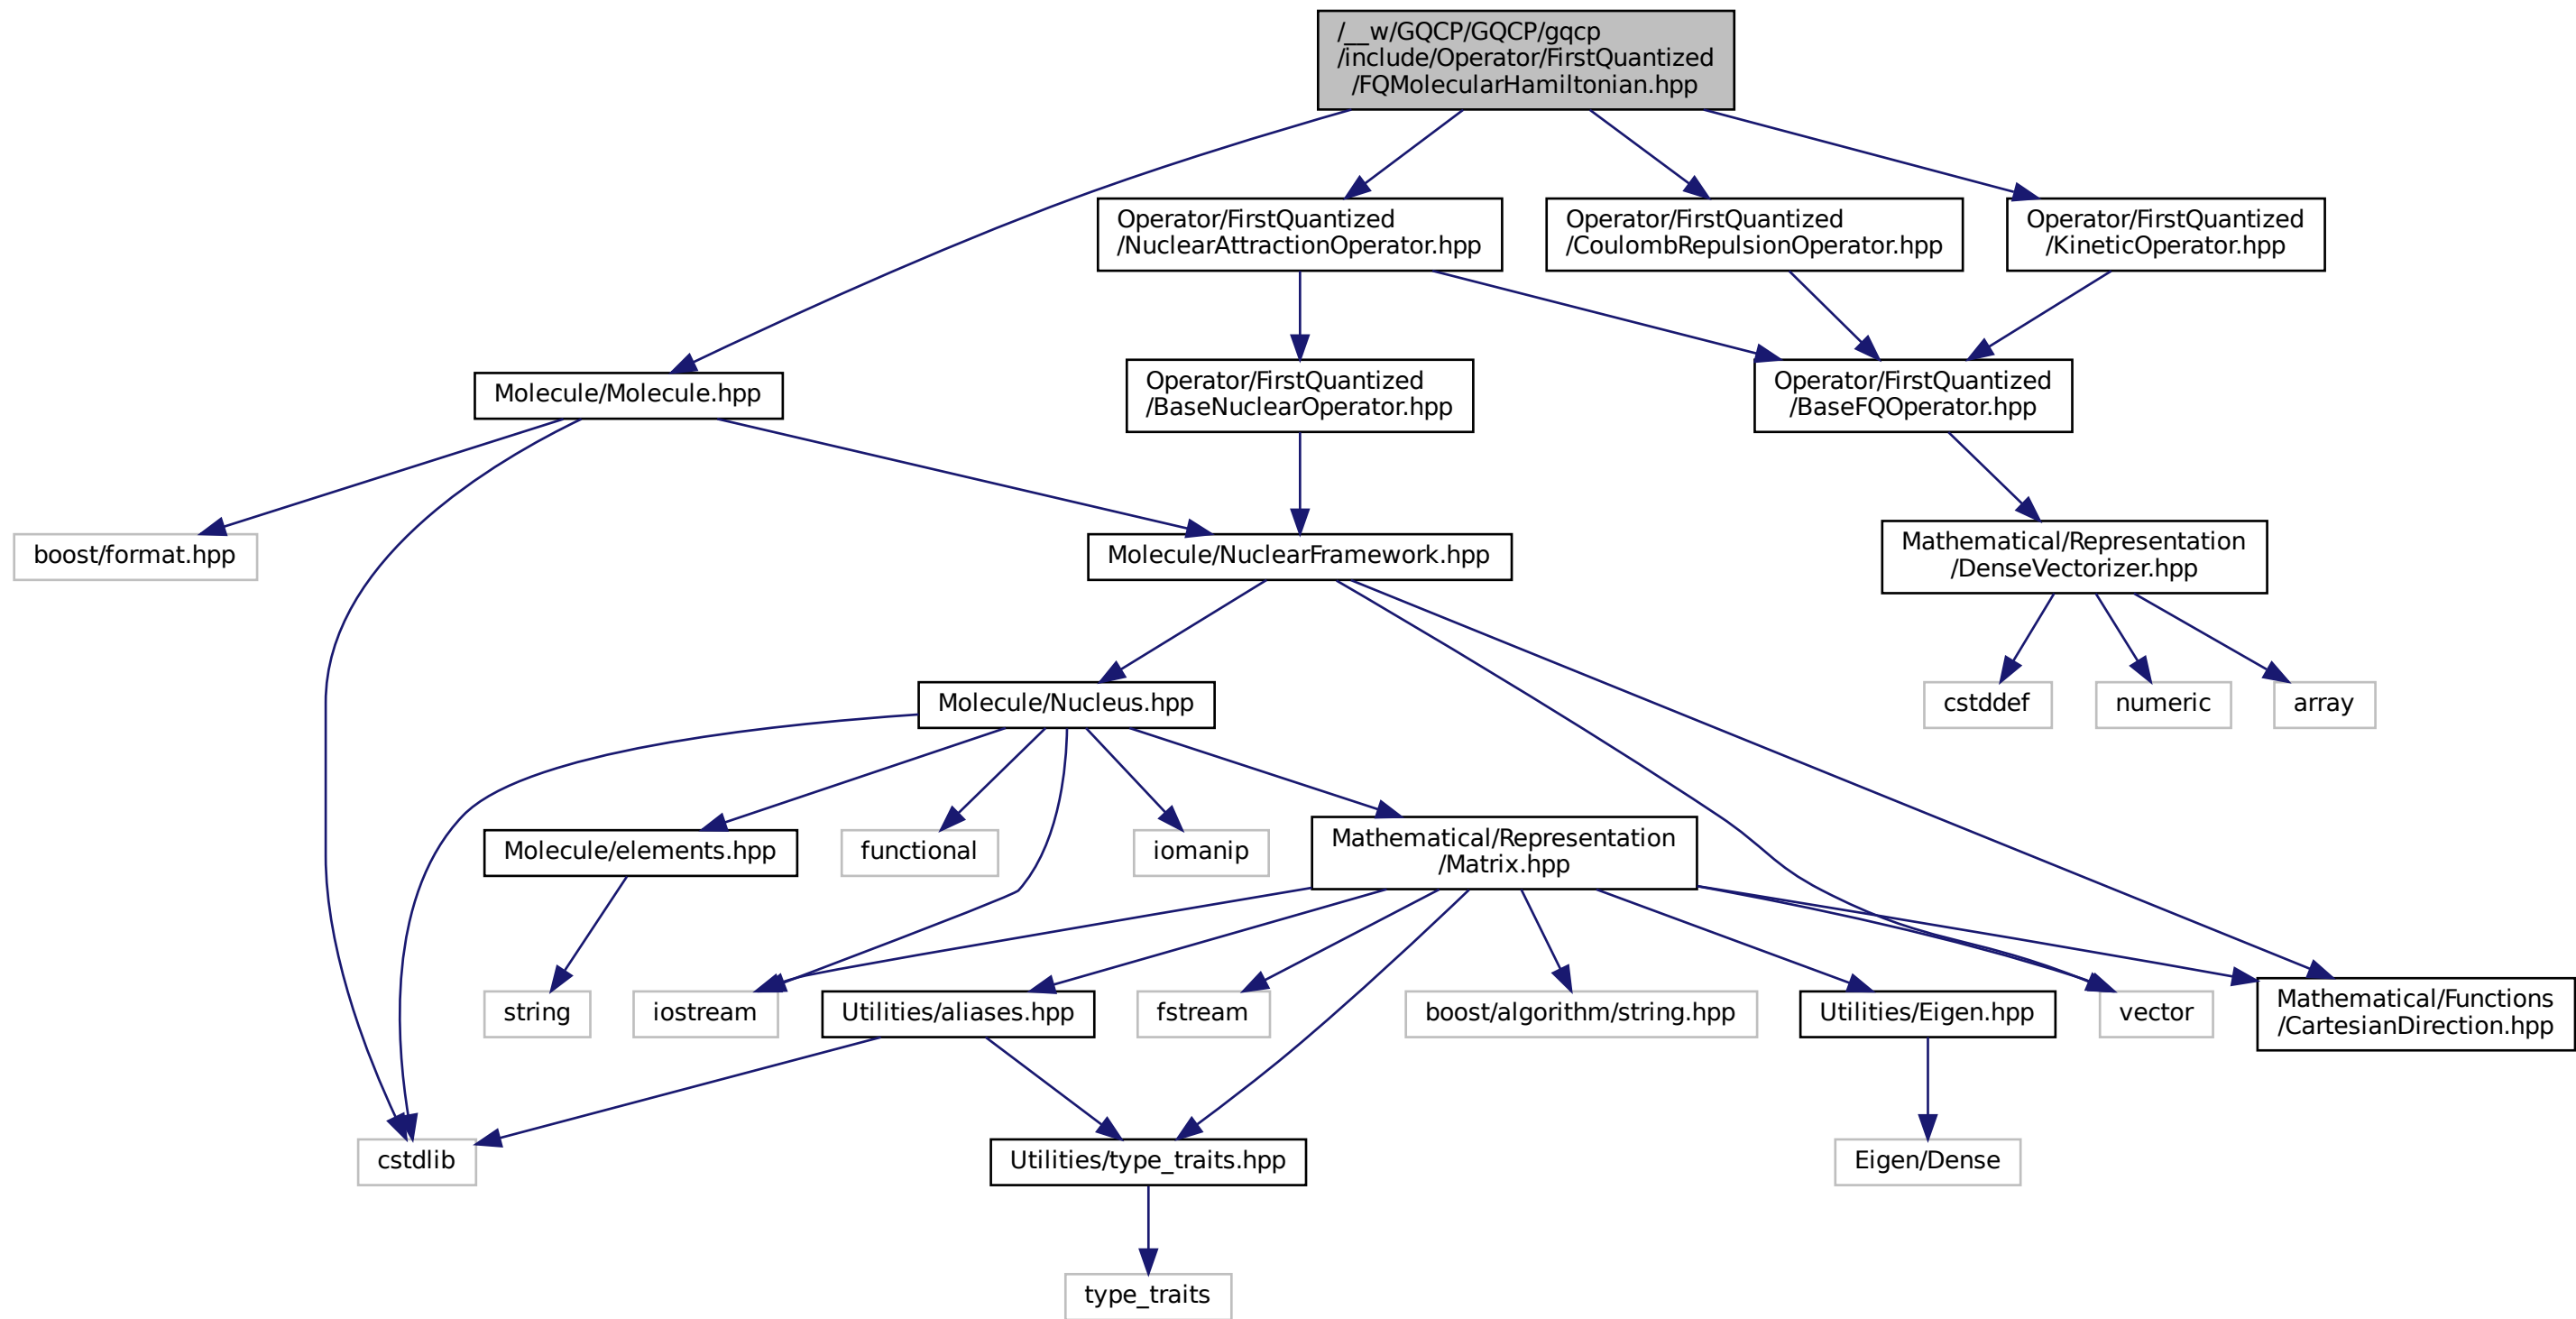 /__w/GQCP/GQCP/gqcp
/include/Operator/FirstQuantized
/FQMolecularHamiltonian.hpp
Operator/FirstQuantized
/NuclearAttractionOperator.hpp
Operator/FirstQuantized
/CoulombRepulsionOperator.hpp
Operator/FirstQuantized
/KineticOperator.hpp
Molecule/Molecule.hpp
Operator/FirstQuantized
/BaseNuclearOperator.hpp
Operator/FirstQuantized
/BaseFQOperator.hpp
boost/format.hpp
Molecule/NuclearFramework.hpp
Mathematical/Representation
/DenseVectorizer.hpp
Molecule/Nucleus.hpp
cstddef
numeric
array
Molecule/elements.hpp
functional
iomanip
Mathematical/Representation
/Matrix.hpp
string
iostream
Utilities/aliases.hpp
fstream
boost/algorithm/string.hpp
Utilities/Eigen.hpp
vector
Mathematical/Functions
/CartesianDirection.hpp
cstdlib
Utilities/type_traits.hpp
Eigen/Dense
type_traits